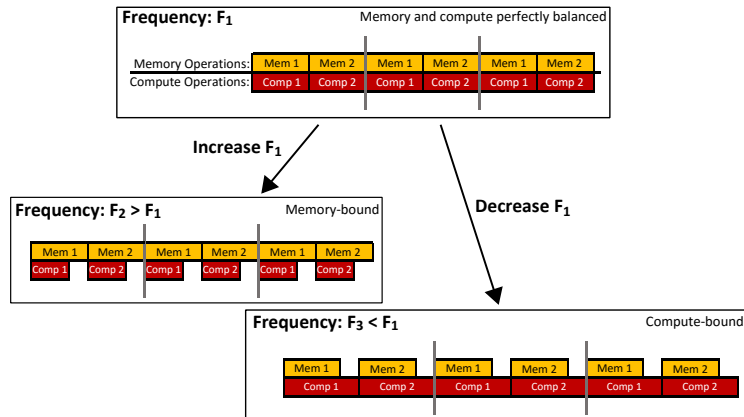 Frequency: F1 Memory and compute perfectly balanced
Memory Operations: Mem 1 Mem 2 Mem 1 Mem 2 Mem 1 Mem 2
Compute Operations: Comp 1 Comp 2 Comp 1 Comp 2 Comp 1 Comp 2
Increase F1
Decrease F1
Frequency: F2 > F1 Memory-bound
Mem 1 Mem 2 Mem 1 Mem 2 Mem 1 Mem 2
Comp 1 Comp 2 Comp 1 Comp 2 Comp 1 Comp 2
Frequency: F3 < F1 Compute-bound
Mem 1 Mem 2 Mem 1 Mem 2 Mem 1 Mem 2
Comp 1 Comp 2 Comp 1 Comp 2 Comp 1 Comp 2